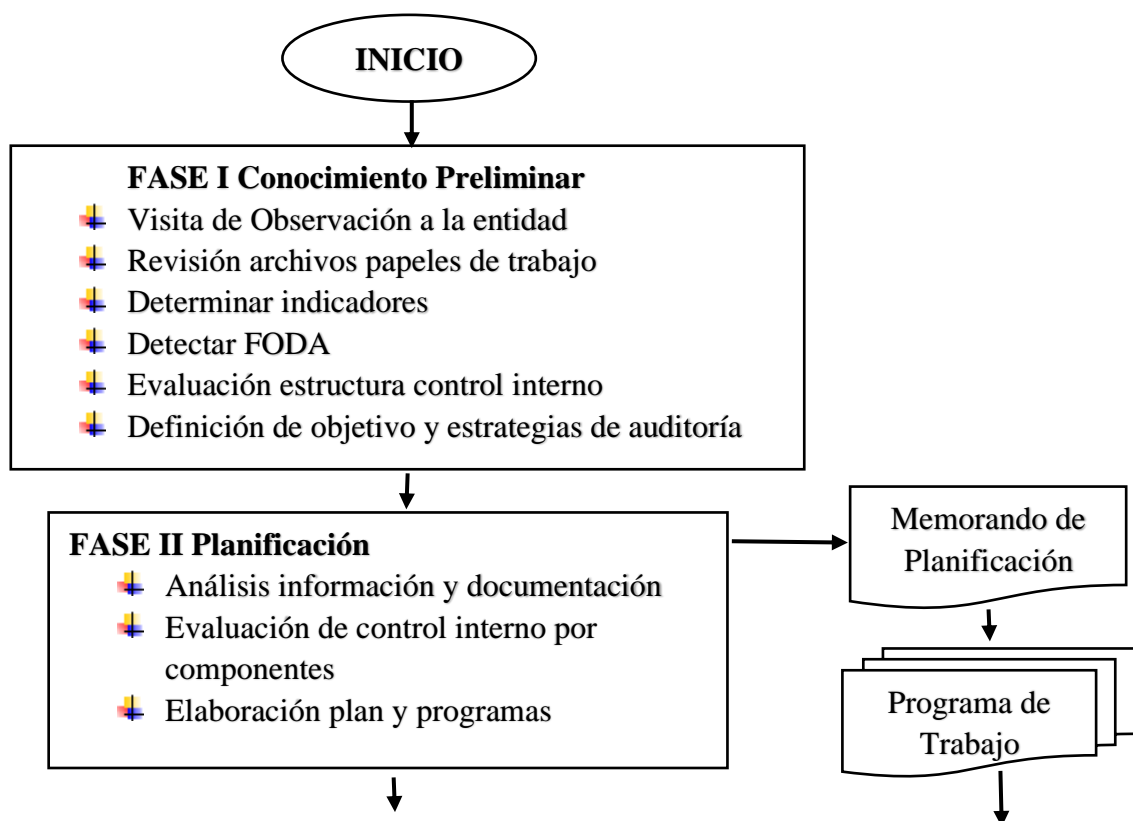 INICIO
FASE I Conocimiento Preliminar
Visita de Observación a la entidad
Revisión archivos papeles de trabajo
Determinar indicadores
Detectar FODA
Evaluación estructura control interno
Definición de objetivo y estrategias de auditoría
FASE II Planificación
Análisis información y documentación
Evaluación de control interno por
componentes
Elaboración plan y programas
Memorando de
Planificación
Programa de
Trabajo